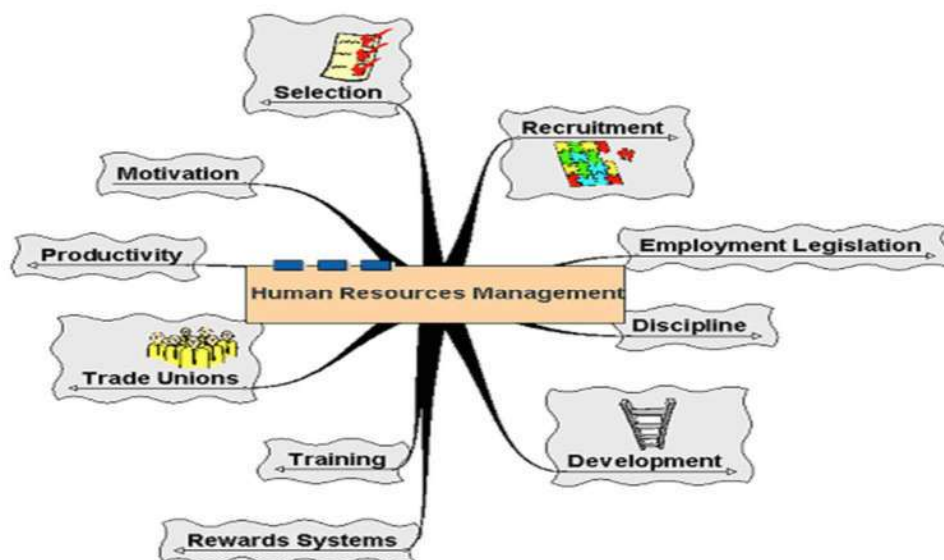 Selection
Recruitment
Motivation
Employment Legislation
Productivity
Human Resources Management
Discipline
Trade Unions
Training
Development
Rewards Systems